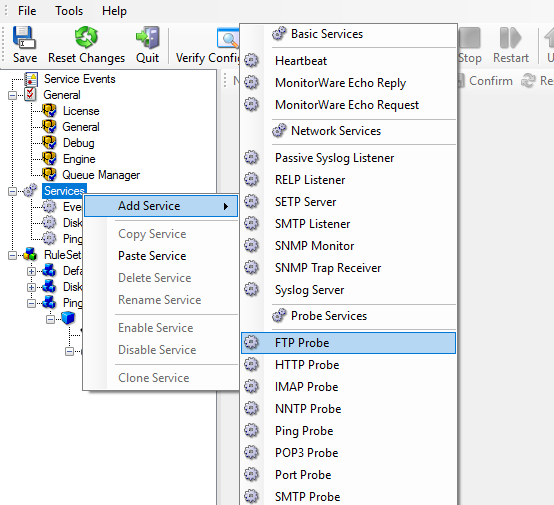 File Tools Help
Save Reset Changes Quit Verify Confi Stop Restart
Confirm
Service Events
General
License
General
Debug
Engine
Queue Manager
Services
Eve
Disk
Ping
RuleSet
Defa
Disk
Ping
Add Service
Copy Service
Paste Service
Delete Service
Rename Service
Enable Service
Disable Service
Clone Service
Basic Services
Heartbeat
MonitorWare Echo Reply
MonitorWare Echo Request
Network Services
Passive Syslog Listener
RELP Listener
SETP Server
SMTP Listener
SNMP Monitor
SNMP Trap Receiver
Syslog Server
Probe Services
FTP Probe
HTTP Probe
IMAP Probe
NNTP Probe
Ping Probe
POP3 Probe
Port Probe
SMTP Probe